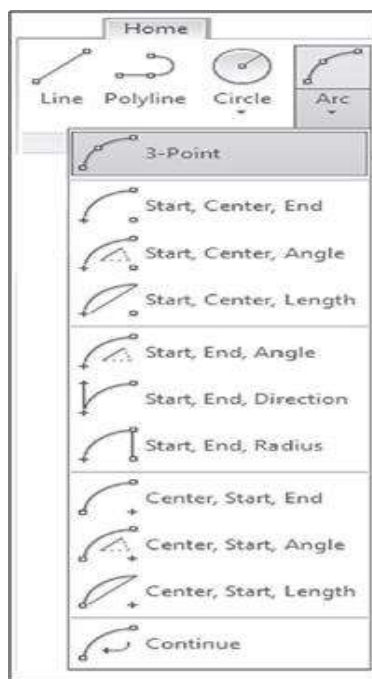 Home
Line Polyline Circle Arc
3-Point
Start, Center, End
Start, Center, Angle
Start, Center, Length
Start, End, Angle
Start, End, Direction
Start, End, Radius
Center, Start, End
Center, Start, Angle
Center, Start, Length
Continue